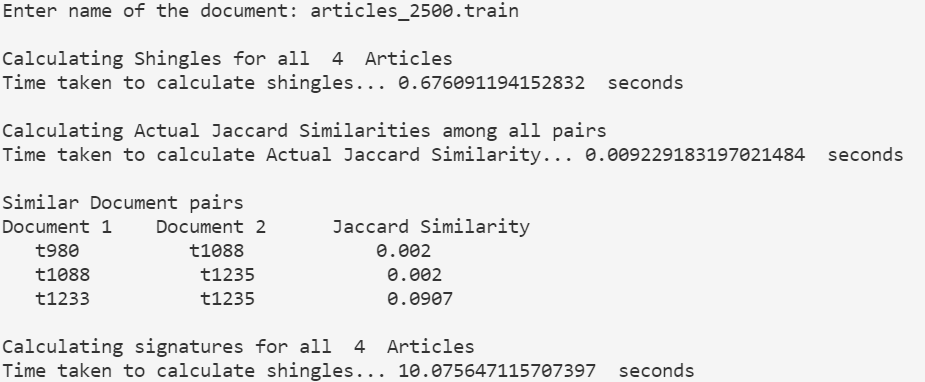 Enter name of the document: articles_2500.train
Calculating Shingles for all  4  Articles
Time taken to calculate shingles... 0.676091194152832  seconds
Calculating Actual Jaccard Similarities among all pairs
Time taken to calculate Actual Jaccard Similarity... 0.009229183197021484  seconds
Similar Document pairs
Document 1    Document 2      Jaccard Similarity
   t980          t1088            0.002
   t1088          t1235            0.002
   t1233          t1235            0.0907
Calculating signatures for all  4  Articles
Time taken to calculate shingles... 10.075647115707397  seconds